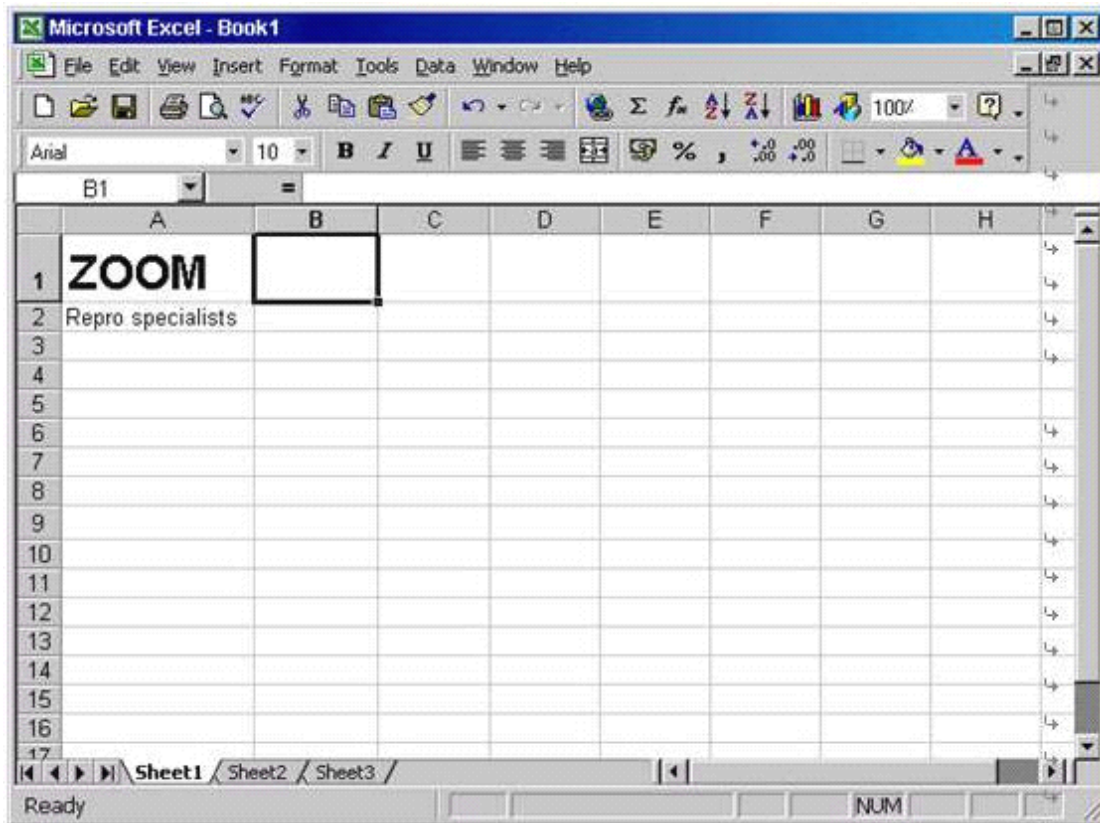 Microsoft Excel - Book1
File Edit View Insert Format Tools Data Window Help
100%
Arial 10 B I U % ,
B1 =
A B C D E F G H
1 ZOOM
2 Repro specialists
3
4
5
6
7
8
9
10
11
12
13
14
15
16
17
Sheet1 Sheet2 Sheet3
Ready NUM